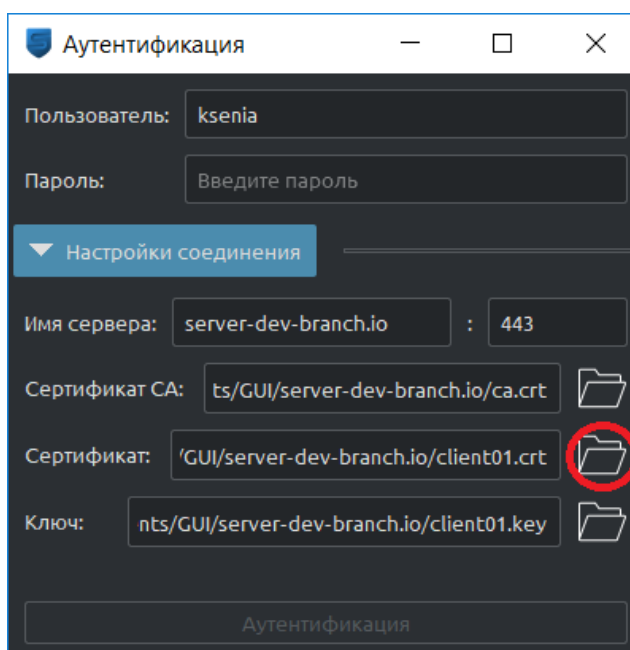 Аутентификация
Пользователь: ksenia
Пароль: Введите пароль
Настройки соединения
Имя сервера: server-dev-branch.io : 443
Сертификат CA: ts/GUI/server-dev-branch.io/ca.crt
Сертификат: /GUI/server-dev-branch.io/client01.crt
Ключ: nts/GUI/server-dev-branch.io/client01.key
Аутентификация